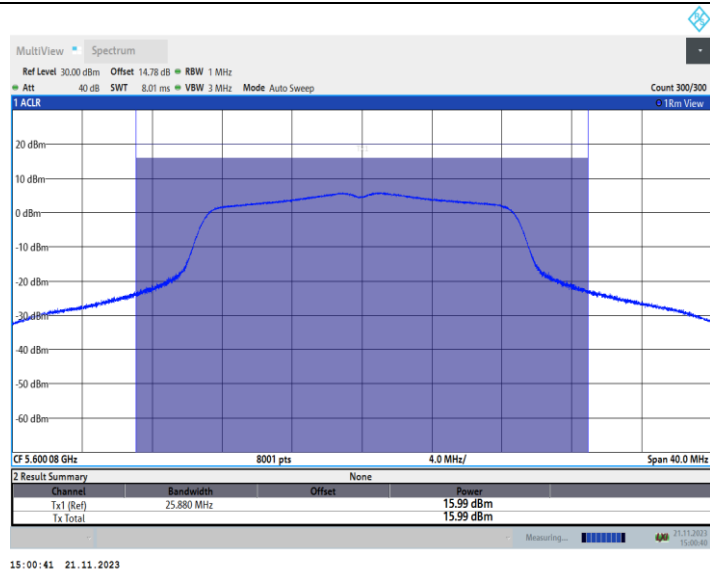 MultiView Spectrum
Ref Level 30.00 dBm Offset 14.78 dB RBW 1 MHz
Att 40 dB SWT 8.01 ms VBW 3 MHz Mode Auto Sweep Count 300/300
1 ACLR 1Rm View
20 dBm
10 dBm
0 dBm
-10 dBm
-20 dBm
-30 dBm
-40 dBm
-50 dBm
-60 dBm
CF 5.600 08 GHz 8001 pts 4.0 MHz/ Span 40.0 MHz
2 Result Summary None
Channel Bandwidth Offset Power
Tx1 (Ref) 25.880 MHz 15.99 dBm
Tx Total 15.99 dBm
Measuring... 21.11.2023
15:00:40
15:00:41 21.11.2023